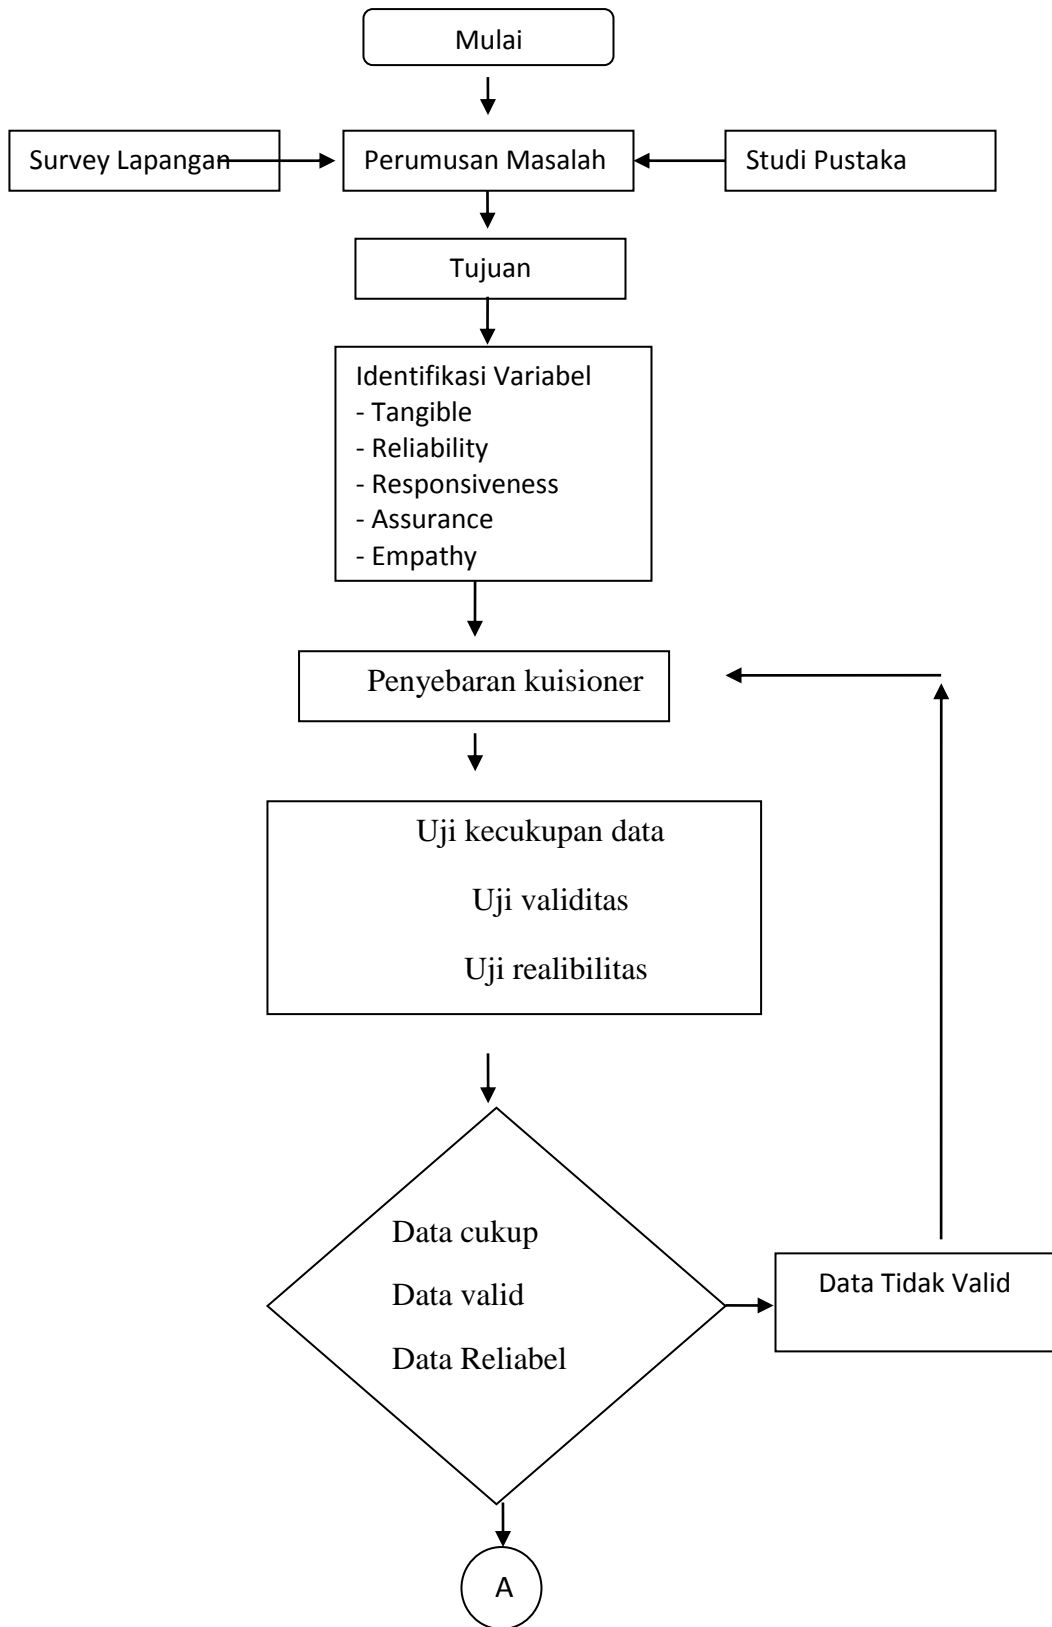 Mulai
Survey Lapangan
Perumusan Masalah
Studi Pustaka
Tujuan
Identifikasi Variabel
- Tangible
- Reliability
- Responsiveness
- Assurance
- Empathy
Penyebaran kuisioner
Uji kecukupan data
Uji validitas
Uji realibilitas
Data cukup
Data valid
Data Reliabel
Data Tidak Valid
A